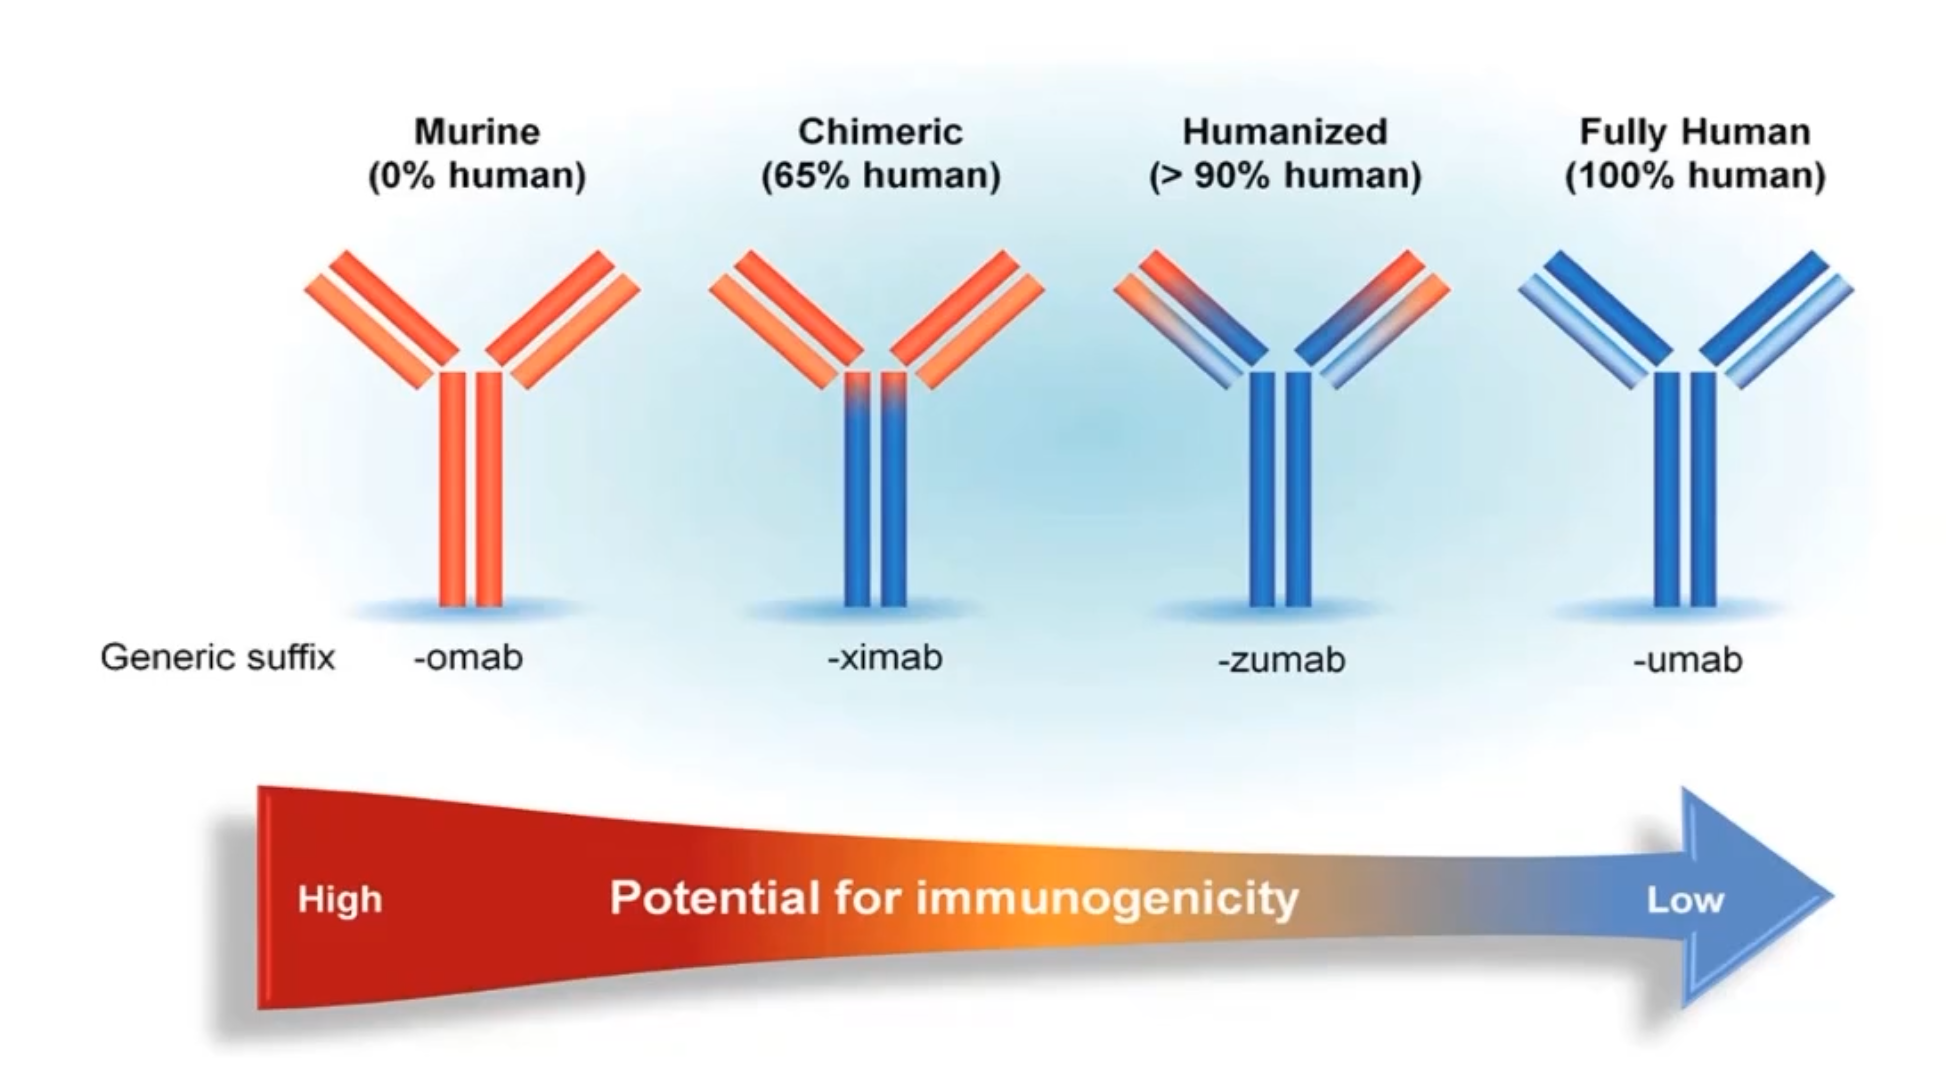 Murine
(0% human)
Chimeric
(65% human)
Humanized
(> 90% human)
Fully Human
(100% human)
Generic suffix
-omab
-ximab
-zumab
-umab
High
Potential for immunogenicity
Low